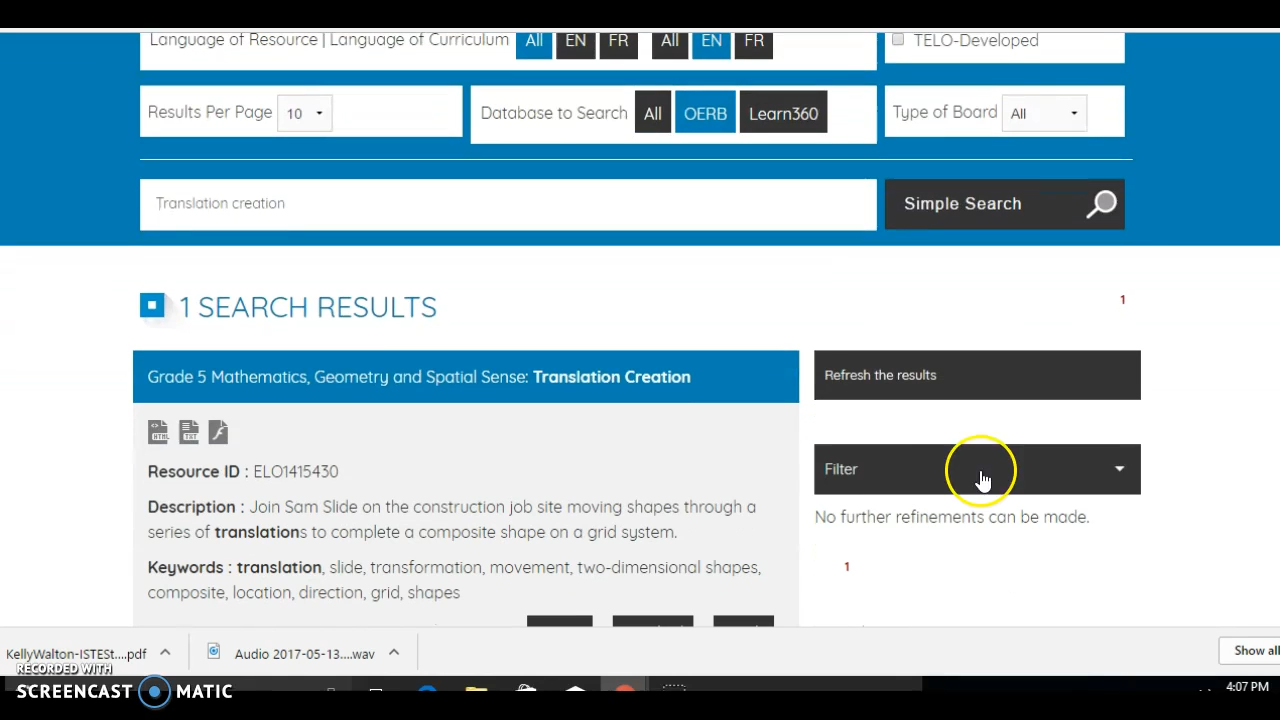 Language of Resource | Language of Curriculum All EN FR All EN FR TELO-Developed
Results Per Page 10 Database to Search All OERB Learn360 Type of Board All
Translation creation Simple Search
1 SEARCH RESULTS 1
Grade 5 Mathematics, Geometry and Spatial Sense: Translation Creation Refresh the results
HTML TXT
Filter
Resource ID : ELO1415430
Description : Join Sam Slide on the construction job site moving shapes through a
series of translations to complete a composite shape on a grid system.
No further refinements can be made.
Keywords : translation, slide, transformation, movement, two-dimensional shapes,
composite, location, direction, grid, shapes
1
KellyWalton-ISTESt....pdf Audio 2017-05-13....wav Show all
RECORDED WITH
SCREENCAST MATIC 4:07 PM